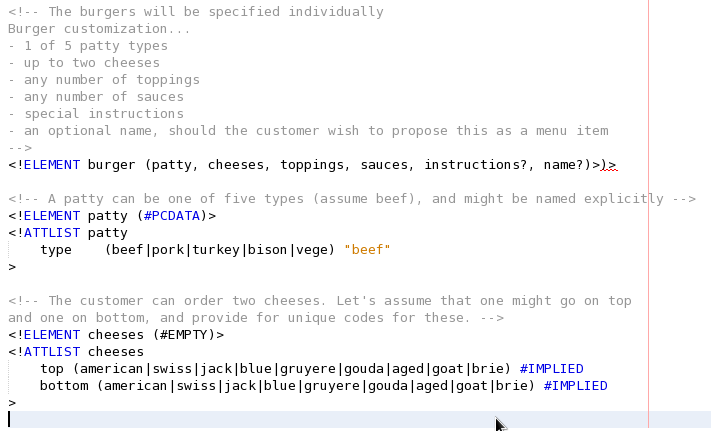 <!-- The burgers will be specified individually
Burger customization...
- 1 of 5 patty types
- up to two cheeses
- any number of toppings
- any number of sauces
- special instructions
- an optional name, should the customer wish to propose this as a menu item
-->
<!ELEMENT burger (patty, cheeses, toppings, sauces, instructions?, name?)>)>

<!-- A patty can be one of five types (assume beef), and might be named explicitly -->
<!ELEMENT patty (#PCDATA)>
<!ATTLIST patty
    type    (beef|pork|turkey|bison|vege) "beef"
>

<!-- The customer can order two cheeses. Let's assume that one might go on top
and one on bottom, and provide for unique codes for these. -->
<!ELEMENT cheeses (#EMPTY)>
<!ATTLIST cheeses
    top (american|swiss|jack|blue|gruyere|gouda|aged|goat|brie) #IMPLIED
    bottom (american|swiss|jack|blue|gruyere|gouda|aged|goat|brie) #IMPLIED
>